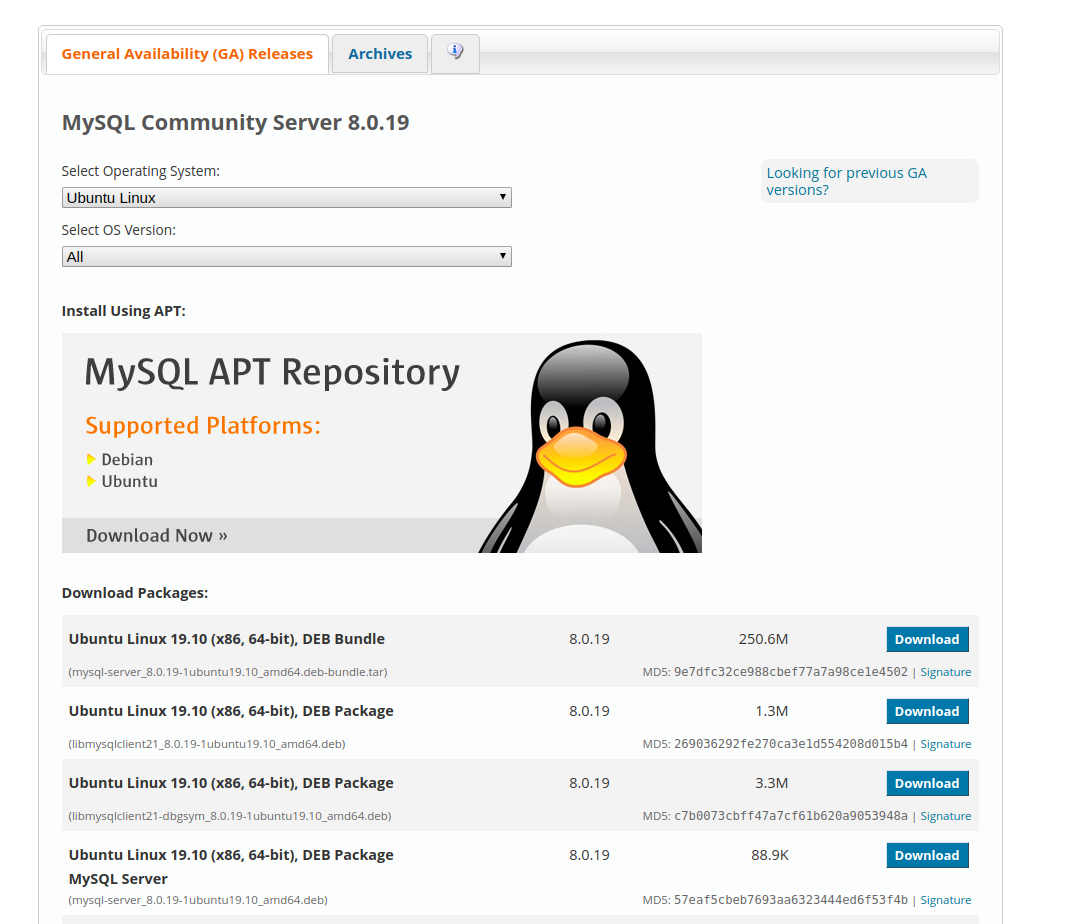 General Availability (GA) Releases
Archives
MySQL Community Server 8.0.19
Select Operating System:
Looking for previous GA
versions?
Ubuntu Linux
Select OS Version:
All
Install Using APT:
MySQL APT Repository
Supported Platforms:
Debian
Ubuntu
Download Now »
Download Packages:
Ubuntu Linux 19.10 (x86, 64-bit), DEB Bundle 8.0.19 250.6M Download
(mysql-server_8.0.19-1ubuntu19.10_amd64.deb-bundle.tar) MD5: 9e7dfc32ce988cbef77a7a98ce1e4502 | Signature
Ubuntu Linux 19.10 (x86, 64-bit), DEB Package 8.0.19 1.3M Download
(libmysqlclient21_8.0.19-1ubuntu19.10_amd64.deb) MD5: 269036292fe270ca3e1d554208d015b4 | Signature
Ubuntu Linux 19.10 (x86, 64-bit), DEB Package 8.0.19 3.3M Download
(libmysqlclient21-dbgsym_8.0.19-1ubuntu19.10_amd64.deb) MD5: c7b0073cbff47a7cf61b620a9053948a | Signature
Ubuntu Linux 19.10 (x86, 64-bit), DEB Package 8.0.19 88.9K Download
MySQL Server
(mysql-server_8.0.19-1ubuntu19.10_amd64.deb) MD5: 57eaf5cbeb7693aa6323444ed6f53f4b | Signature